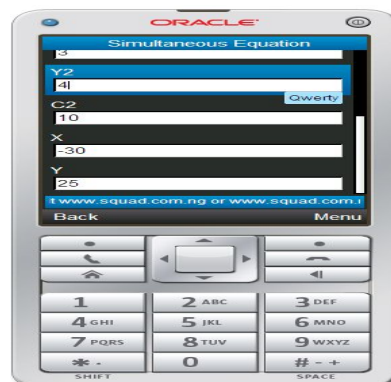 ORACLE
Simultaneous Equation
3
Y2
4
Qwerty
C2
10
X
-30
Y
25
www.squad.com.ng or www.squad.com.
Back Menu
1 2 ABC 3 DEF
4 GHI 5 JKL 6 MNO
7 PQRS 8 TUV 9 WXYZ
* . 0 # - +
SHIFT SPACE